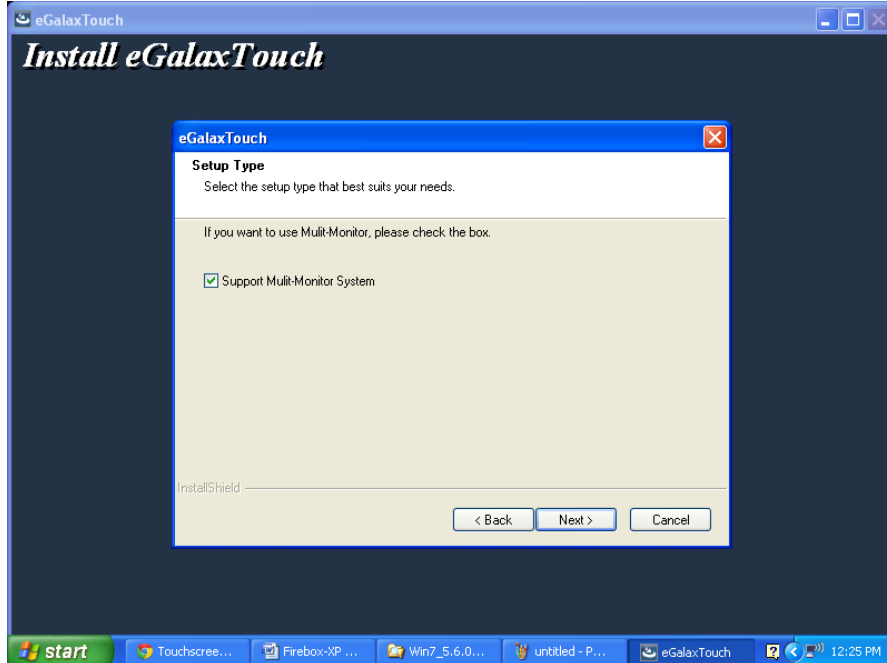 eGalaxTouch
Install eGalaxTouch
eGalaxTouch
Setup Type
Select the setup type that best suits your needs.
If you want to use Mulit-Monitor, please check the box.
Support Mulit-Monitor System
InstallShield
< Back
Next >
Cancel
start
Touchscree...
Firebox-XP ...
Win7_5.6.0...
untitled - P...
eGalaxTouch
12:25 PM